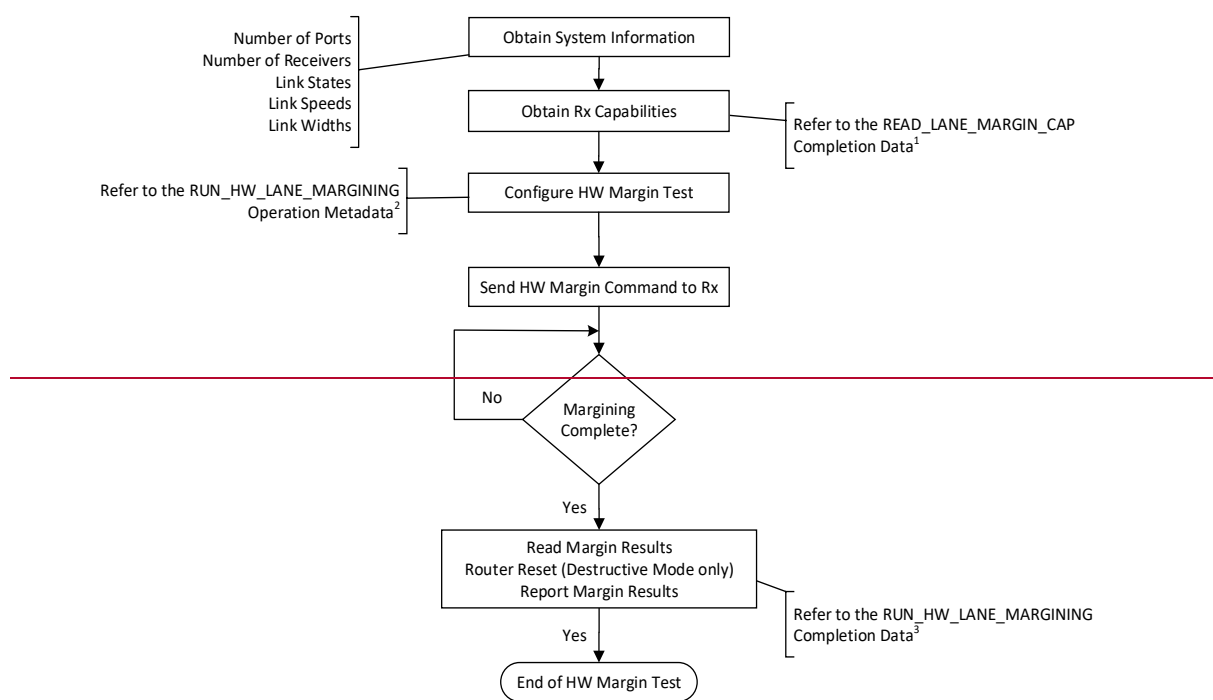 Number of Ports
Number of Receivers
Link States
Link Speeds
Link Widths
Obtain System Information
Obtain Rx Capabilities
Refer to the READ_LANE_MARGIN_CAP
Completion Data¹
Refer to the RUN_HW_LANE_MARGINING
Operation Metadata²
Configure HW Margin Test
Send HW Margin Command to Rx
No
Margining
Complete?
Yes
Read Margin Results
Router Reset (Destructive Mode only)
Report Margin Results
Refer to the RUN_HW_LANE_MARGINING
Completion Data³
Yes
End of HW Margin Test